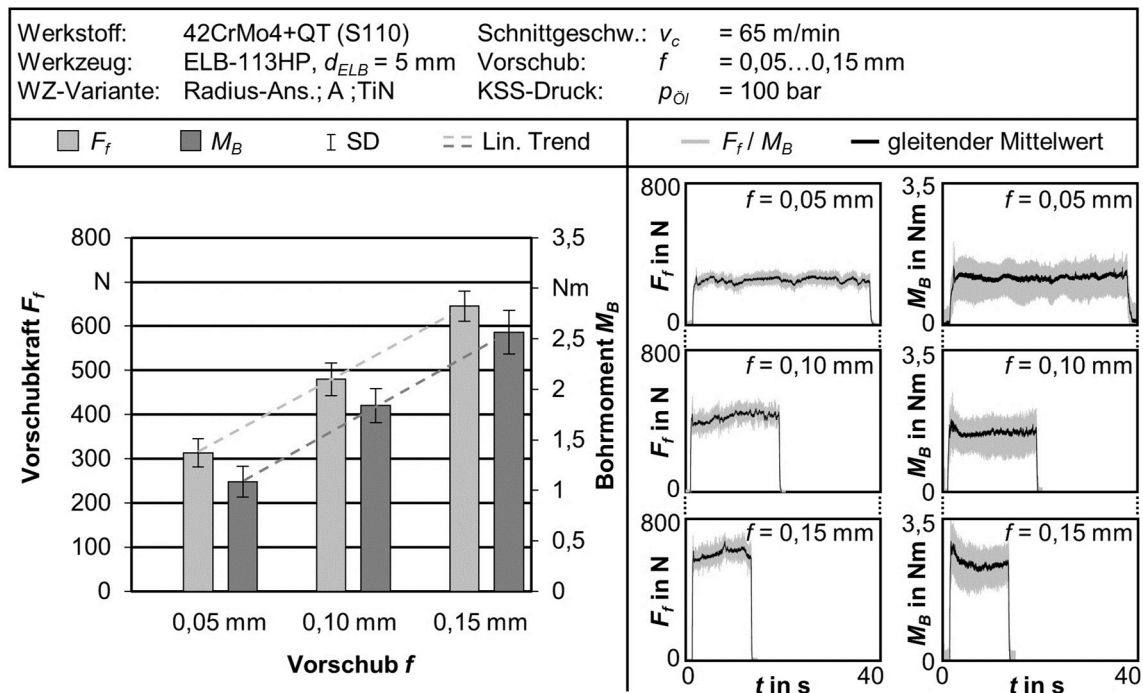 Werkstoff: 42CrMo4+QT (S110) Schnittgeschw.: vc = 65 m/min
Werkzeug: ELB-113HP, dELB = 5 mm Vorschub: f = 0,05…0,15 mm
WZ-Variante: Radius-Ans.; A ;TiN KSS-Druck: pÖl = 100 bar
Ff MB SD Lin. Trend Ff / MB gleitender Mittelwert
Vorschubkraft Ff
800
N
600
500
400
300
200
100
0
3,5
Nm
2,5
2
1,5
1
0,5
0
Bohrmoment MB
0,05 mm 0,10 mm 0,15 mm
Vorschub f
800
Ff in N
0
f = 0,05 mm
3,5
MB in Nm
0
f = 0,05 mm
800
Ff in N
0
f = 0,10 mm
3,5
MB in Nm
0
f = 0,10 mm
800
Ff in N
0
f = 0,15 mm
3,5
MB in Nm
0
f = 0,15 mm
0 40
t in s
0 40
t in s